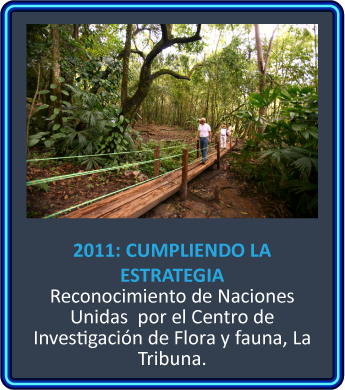 2011: CUMPLIENDO LA
ESTRATEGIA
Reconocimiento de Naciones
Unidas por el Centro de
Investigación de Flora y fauna, La
Tribuna.